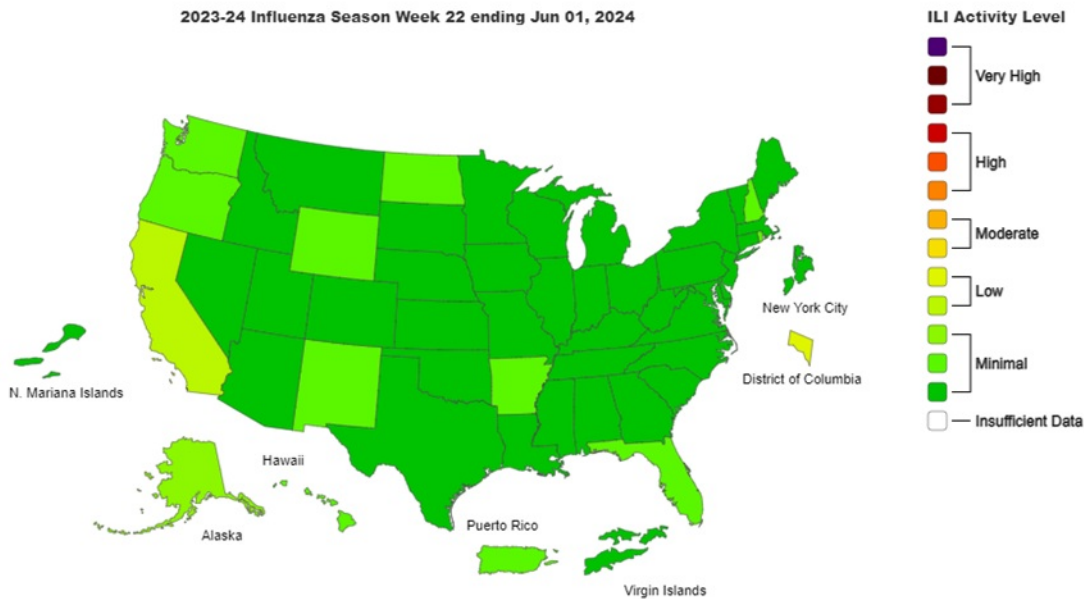 2023-24 Influenza Season Week 22 ending Jun 01, 2024
ILI Activity Level
Very High
High
Moderate
Low
Minimal
Insufficient Data
New York City
District of Columbia
N. Mariana Islands
Hawaii
Alaska
Puerto Rico
Virgin Islands